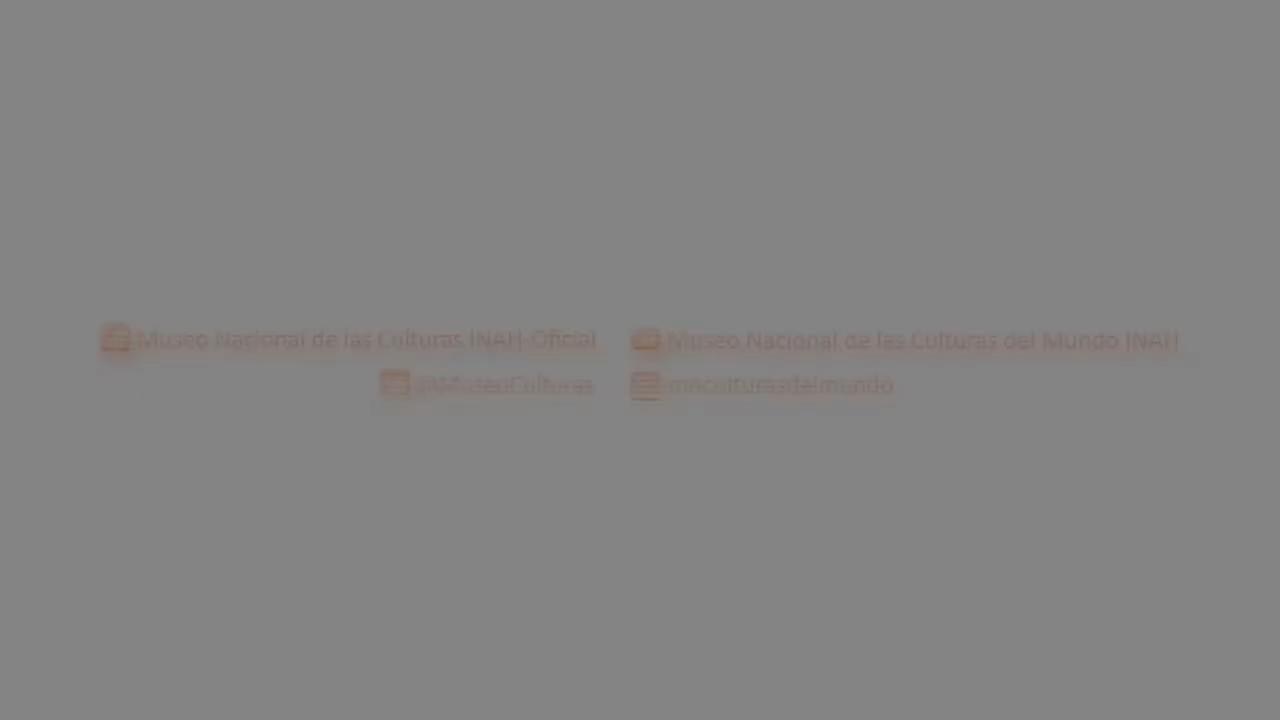 Museo Nacional de las Culturas INAH-Oficial
Museo Nacional de las Culturas del Mundo INAH
@MuseoCulturas
mnculturasdelmundo